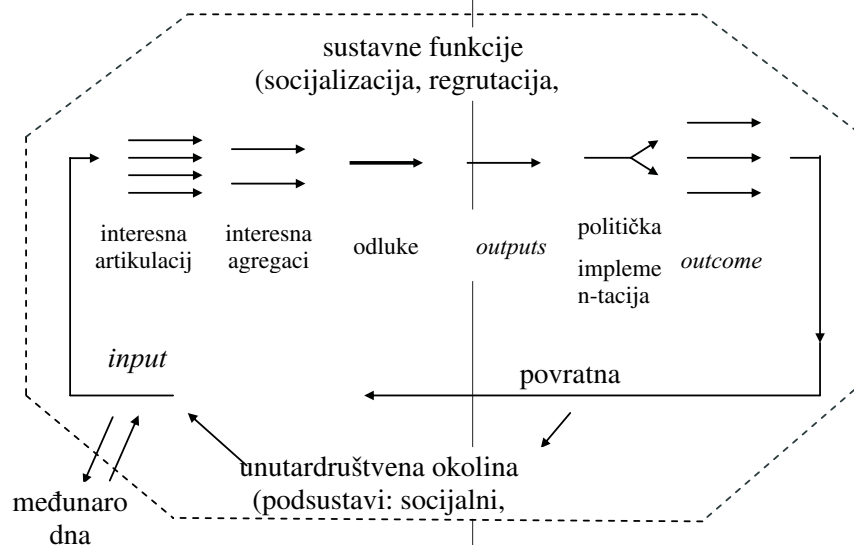 sustavne funkcije
(socijalizacija, regrutacija,
interesna
artikulacij
interesna
agregaci
odluke
outputs
politička
impleme
n-tacija
outcome
input
povratna
unutardruštvena okolina
(podsustavi: socijalni,
međunaro
dna